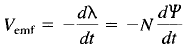 V_emf = - dλ/dt = -N dΨ/dt